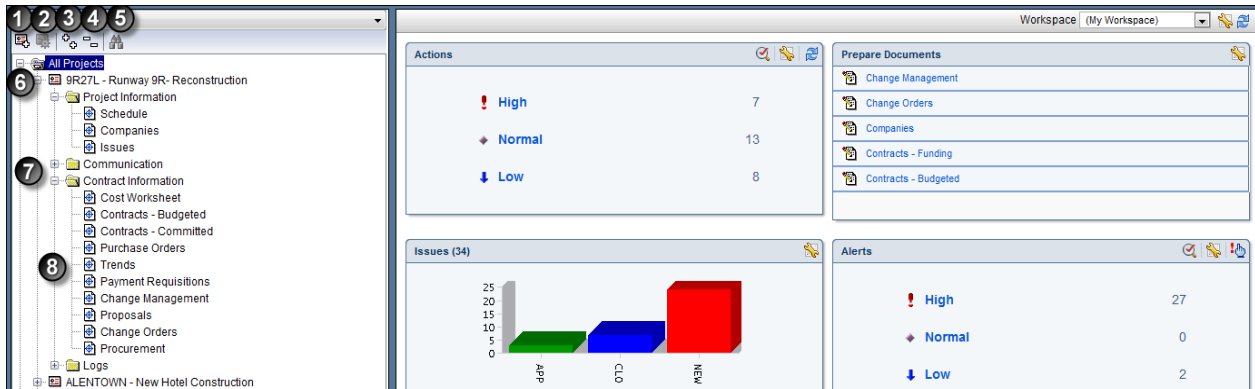 1 2 3 4 5
All Projects
6
9R27L - Runway 9R- Reconstruction
Project Information
Schedule
Companies
Issues
Communication
7
Contract Information
Cost Worksheet
Contracts - Budgeted
Contracts - Committed
Purchase Orders
8
Trends
Payment Requisitions
Change Management
Proposals
Change Orders
Procurement
Logs
ALENTOWN - New Hotel Construction
Workspace (My Workspace)
Actions
High 7
Normal 13
Low 8
Prepare Documents
Change Management
Change Orders
Companies
Contracts - Funding
Contracts - Budgeted
Issues (34)
25
20
15
10
5
0
APP CLO NEW
Alerts
High 27
Normal 0
Low 2